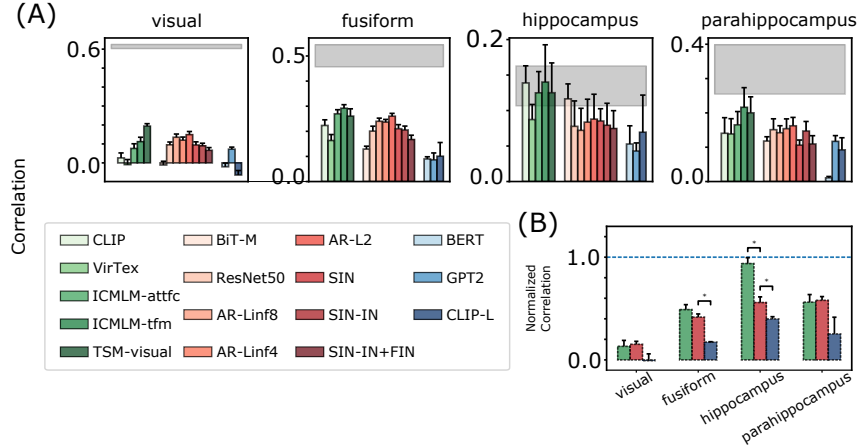 (A)
visual
fusiform
hippocampus
parahippocampus
0.6
0.0
0.5
0.0
0.2
0.0
0.4
0.0
Correlation
CLIP
VirTex
ICMLM-attfc
ICMLM-tfm
TSM-visual
BiT-M
ResNet50
AR-Linf8
AR-Linf4
AR-L2
SIN
SIN-IN
SIN-IN+FIN
BERT
GPT2
CLIP-L
(B)
Normalized
Correlation
1.0
0.0
*
*
*
visual
fusiform
hippocampus
parahippocampus